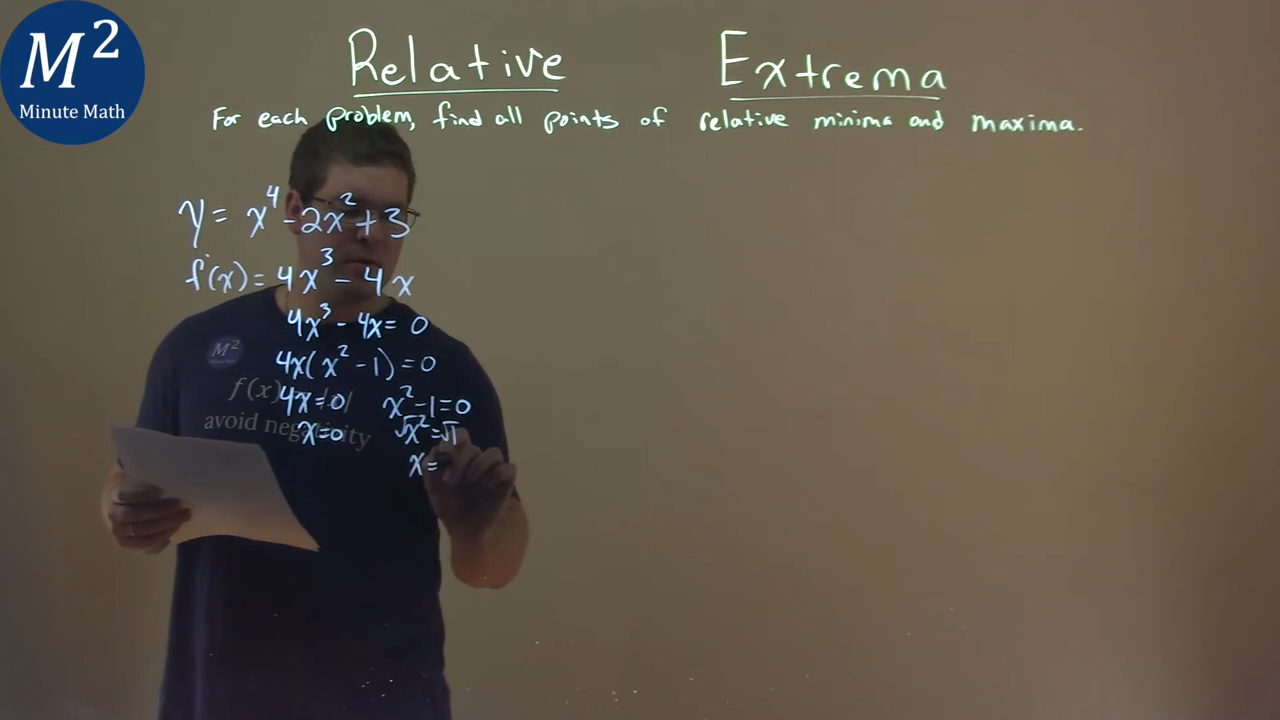 M²
Minute Math
Relative Extrema
For each problem, find all points of relative minima and maxima.
y = x⁴ - 2x² + 3
f'(x) = 4x³ - 4x
4x³ - 4x = 0
4x(x² - 1) = 0
4x = 0 x² - 1 = 0
x = 0 √x² = √1
x =
M²
f(x)
avoid negativity